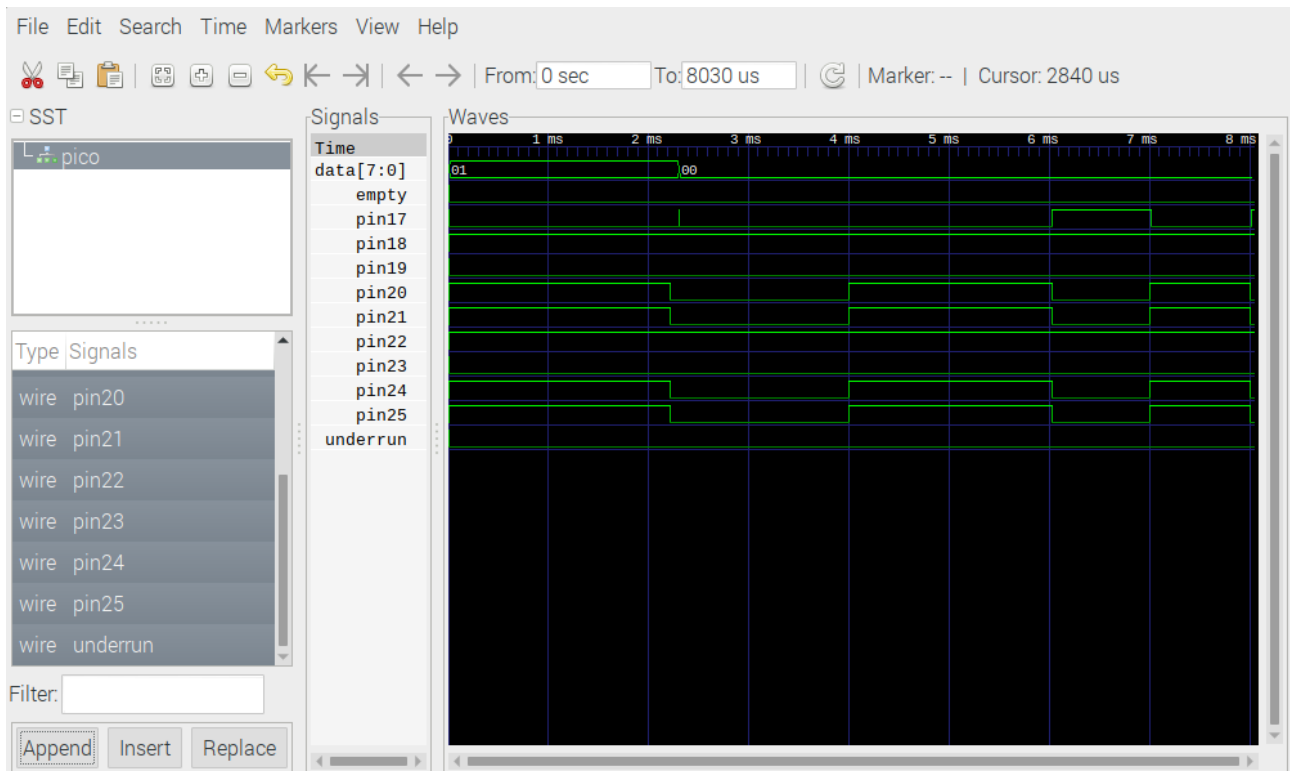 File Edit Search Time Markers View Help
From: 0 sec To: 8030 us Marker: -- | Cursor: 2840 us
SST
pico
Type Signals
wire pin20
wire pin21
wire pin22
wire pin23
wire pin24
wire pin25
wire underrun
Filter:
Append Insert Replace
Signals
Time
data[7:0]
empty
pin17
pin18
pin19
pin20
pin21
pin22
pin23
pin24
pin25
underrun
Waves
0 1 ms 2 ms 3 ms 4 ms 5 ms 6 ms 7 ms 8 ms
01 00